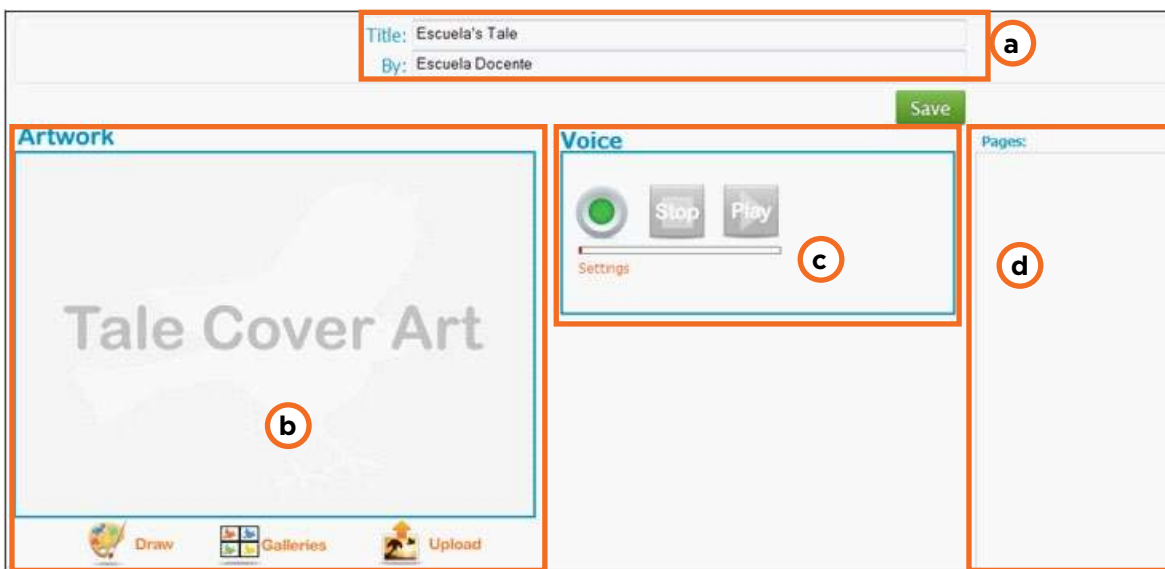 Title: Escuela's Tale
By: Escuela Docente
a
Save
Artwork
Tale Cover Art
b
Draw Galleries Upload
Voice
Stop Play
Settings
c
Pages:
d